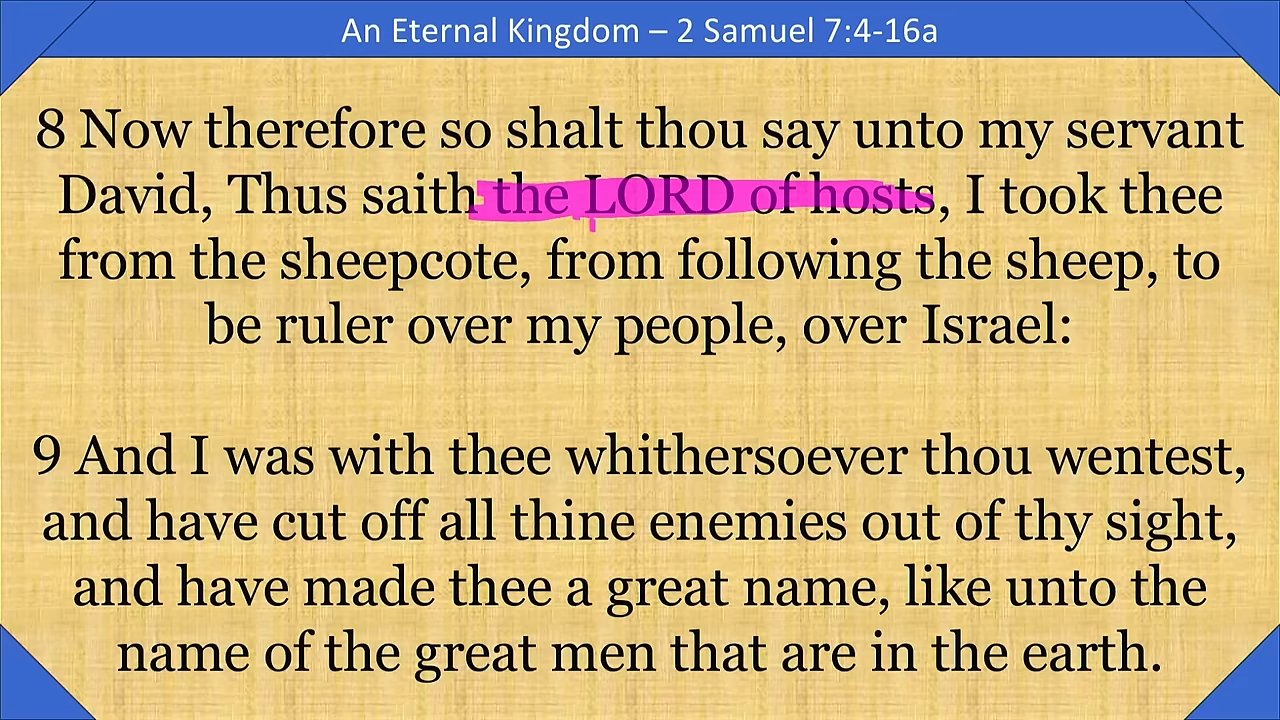 An Eternal Kingdom – 2 Samuel 7:4-16a
8 Now therefore so shalt thou say unto my servant
David, Thus saith the LORD of hosts, I took thee
from the sheepcote, from following the sheep, to
be ruler over my people, over Israel:
9 And I was with thee whithersoever thou wentest,
and have cut off all thine enemies out of thy sight,
and have made thee a great name, like unto the
name of the great men that are in the earth.